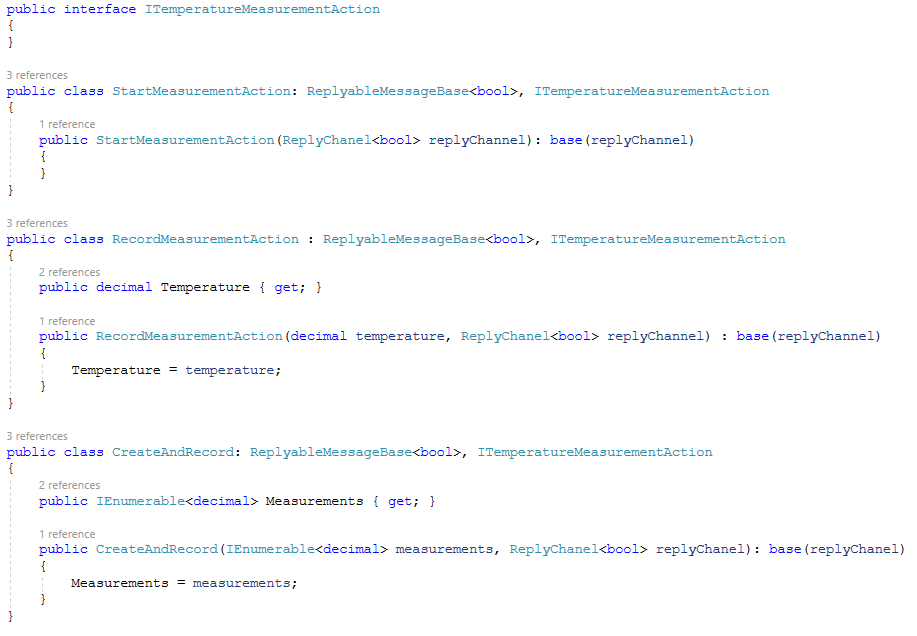 public interface ITemperatureMeasurementAction
{
}
3 references
public class StartMeasurementAction: ReplyableMessageBase<bool>, ITemperatureMeasurementAction
{
1 reference
public StartMeasurementAction(ReplyChanel<bool> replyChannel): base(replyChannel)
{
}
}
3 references
public class RecordMeasurementAction : ReplyableMessageBase<bool>, ITemperatureMeasurementAction
{
2 references
public decimal Temperature { get; }
1 reference
public RecordMeasurementAction(decimal temperature, ReplyChanel<bool> replyChannel) : base(replyChannel)
{
Temperature = temperature;
}
}
3 references
public class CreateAndRecord: ReplyableMessageBase<bool>, ITemperatureMeasurementAction
{
2 references
public IEnumerable<decimal> Measurements { get; }
1 reference
public CreateAndRecord(IEnumerable<decimal> measurements, ReplyChanel<bool> replyChannel): base(replyChannel)
{
Measurements = measurements;
}
}